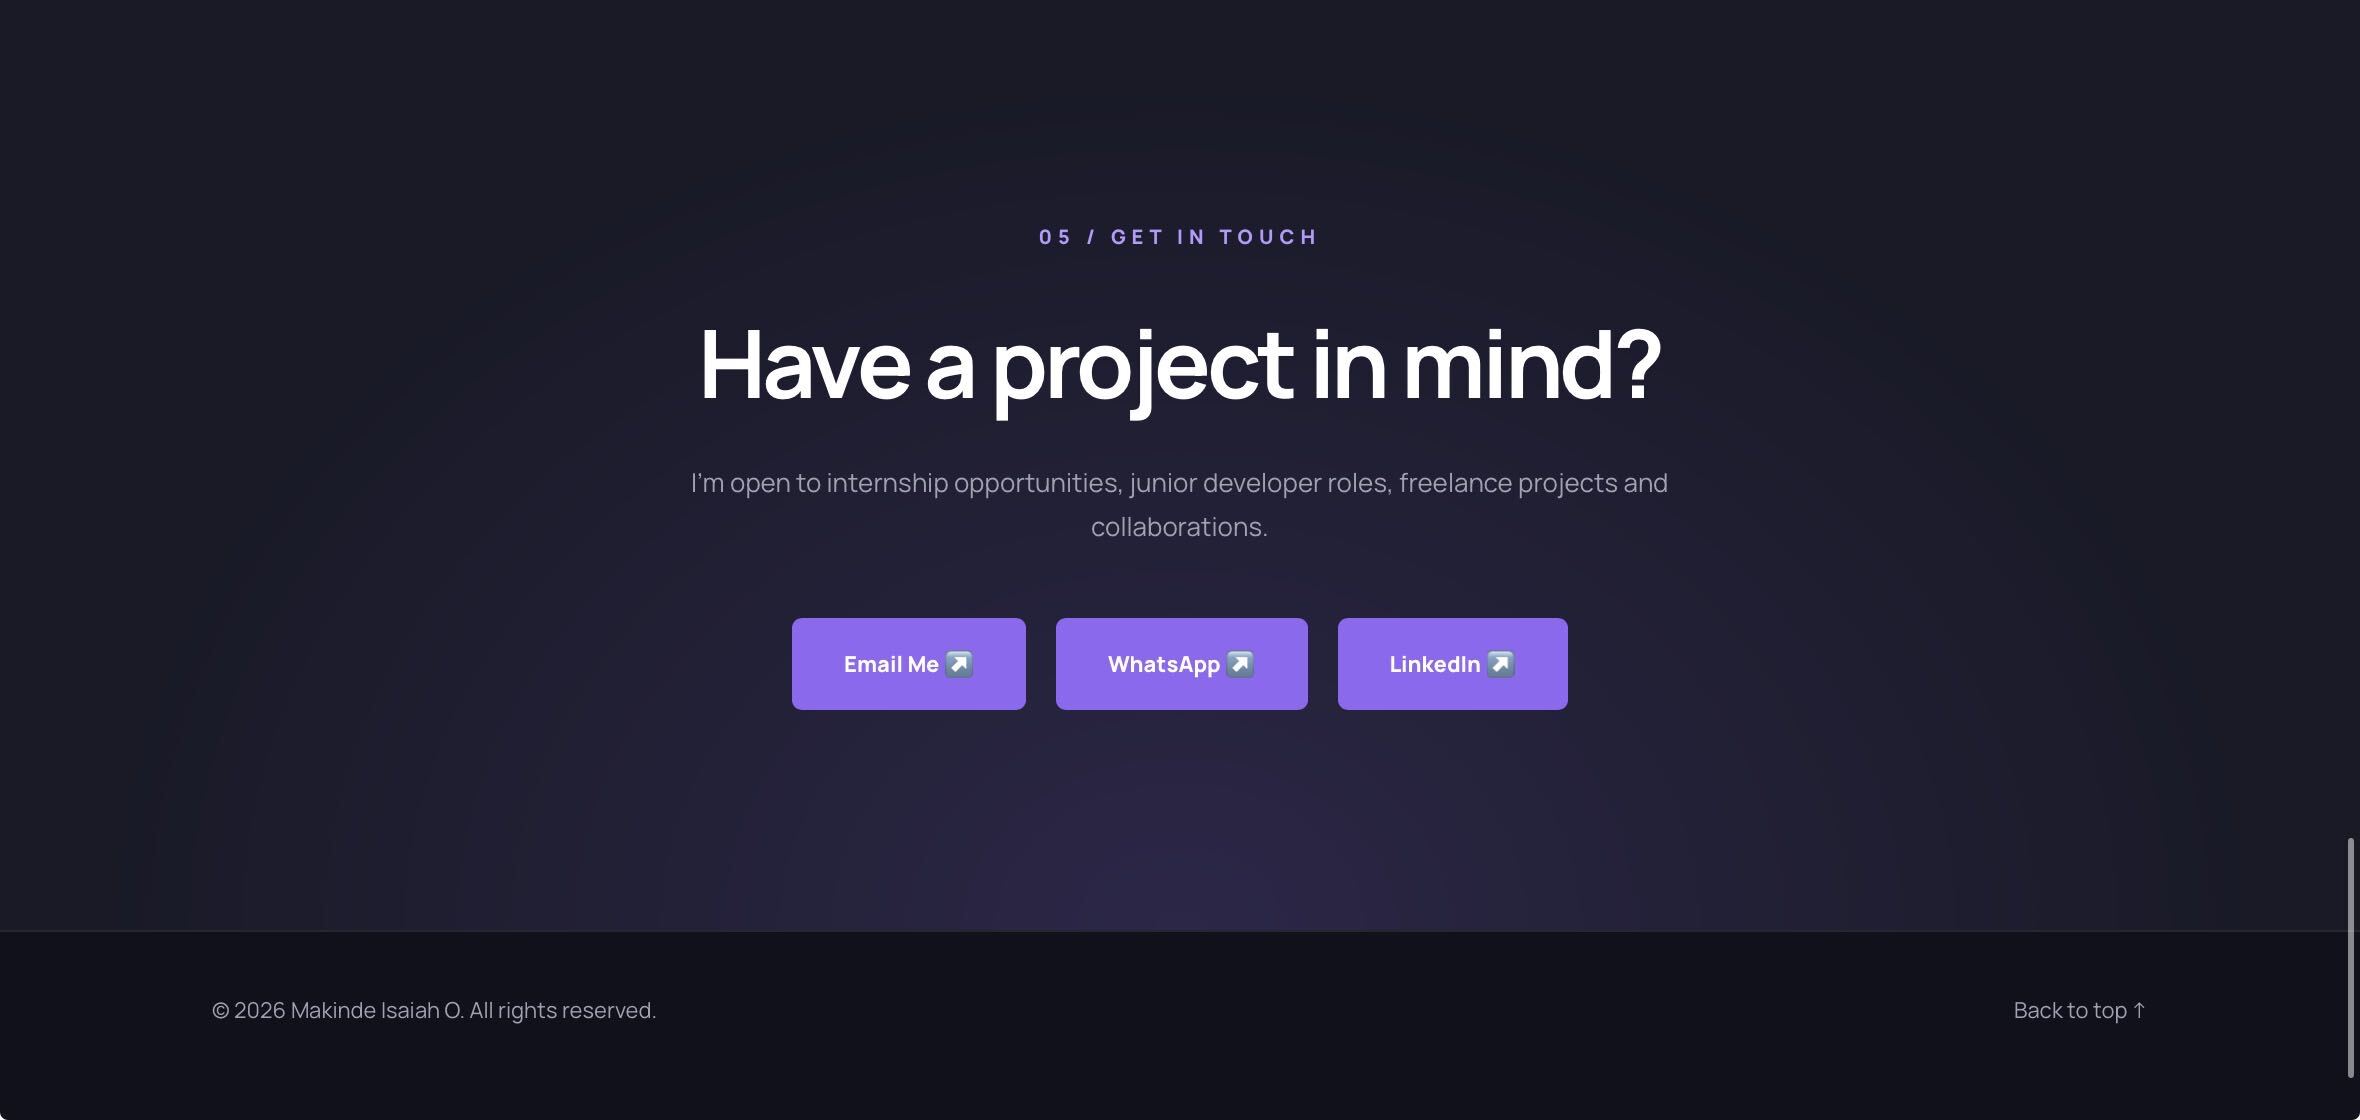 05 / GET IN TOUCH
Have a project in mind?
I'm open to internship opportunities, junior developer roles, freelance projects and
collaborations.
Email Me ↗️
WhatsApp ↗️
LinkedIn ↗️
© 2026 Makinde Isaiah O. All rights reserved.
Back to top ↑